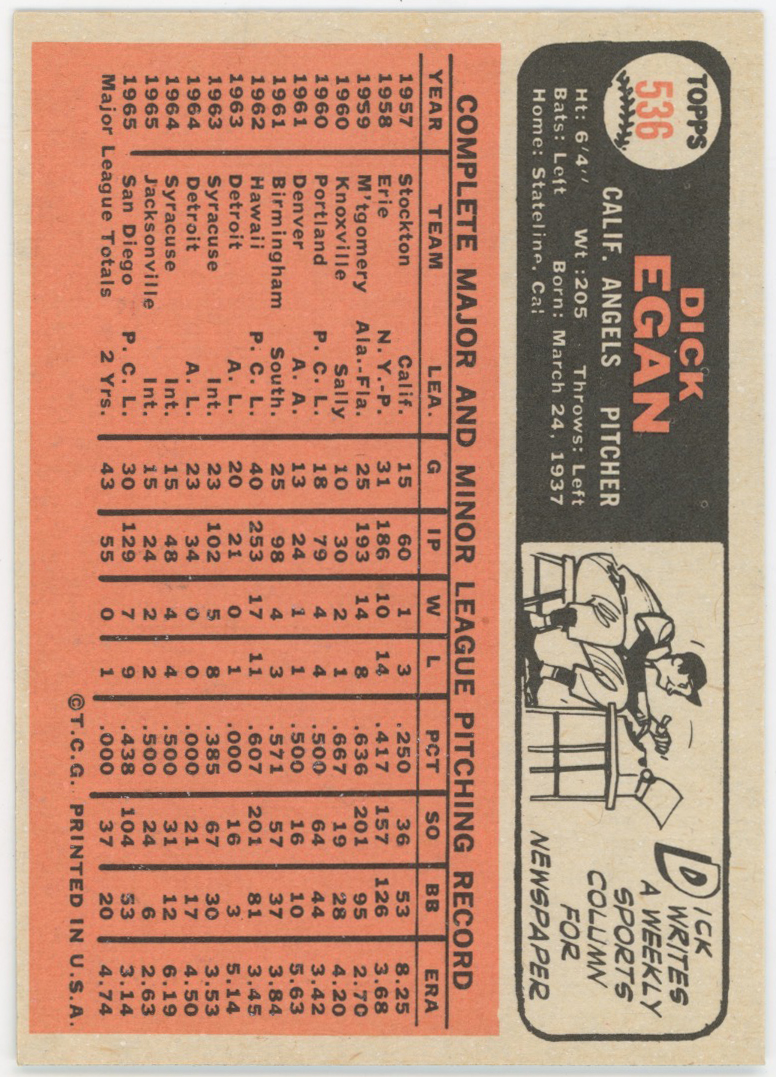 TOPPS
536
DICK
EGAN
CALIF. ANGELS PITCHER
Ht: 6'4" Wt:205 Throws: Left
Bats: Left Born: March 24, 1937
Home: Stateline, Cal
DICK
WRITES
A WEEKLY
SPORTS
COLUMN
FOR
NEWSPAPER
COMPLETE MAJOR AND MINOR LEAGUE PITCHING RECORD
YEAR TEAM LEA. G IP W L PCT SO BB ERA
1957 Stockton Calif. 15 60 1 3 .250 36 53 8.25
1958 Erie N. Y.-P. 31 186 10 14 .417 157 126 3.68
1959 M'tgomery Ala.-Fla. 25 193 14 8 .636 201 95 2.70
1960 Knoxville Sally 10 30 2 1 .667 19 28 4.20
1960 Portland P. C. L. 18 79 4 4 .500 64 44 3.42
1961 Denver A. A. 13 24 1 1 .500 16 10 5.63
1961 Birmingham South. 25 98 4 3 .571 57 37 3.84
1962 Hawaii P. C. L. 40 253 17 11 .607 201 81 3.45
1963 Detroit A. L. 20 21 0 1 .000 16 3 5.14
1963 Syracuse Int. 23 102 5 8 .385 67 30 3.53
1964 Detroit A. L. 23 34 0 0 .000 21 17 4.50
1964 Syracuse Int. 15 48 4 4 .500 31 12 6.19
1965 Jacksonville Int. 15 24 2 2 .500 24 6 2.63
1965 San Diego P. C. L. 30 129 7 9 .438 104 53 3.14
Major League Totals 2 Yrs. 43 55 0 1 .000 37 20 4.74
©T.C.G. PRINTED IN U.S.A.